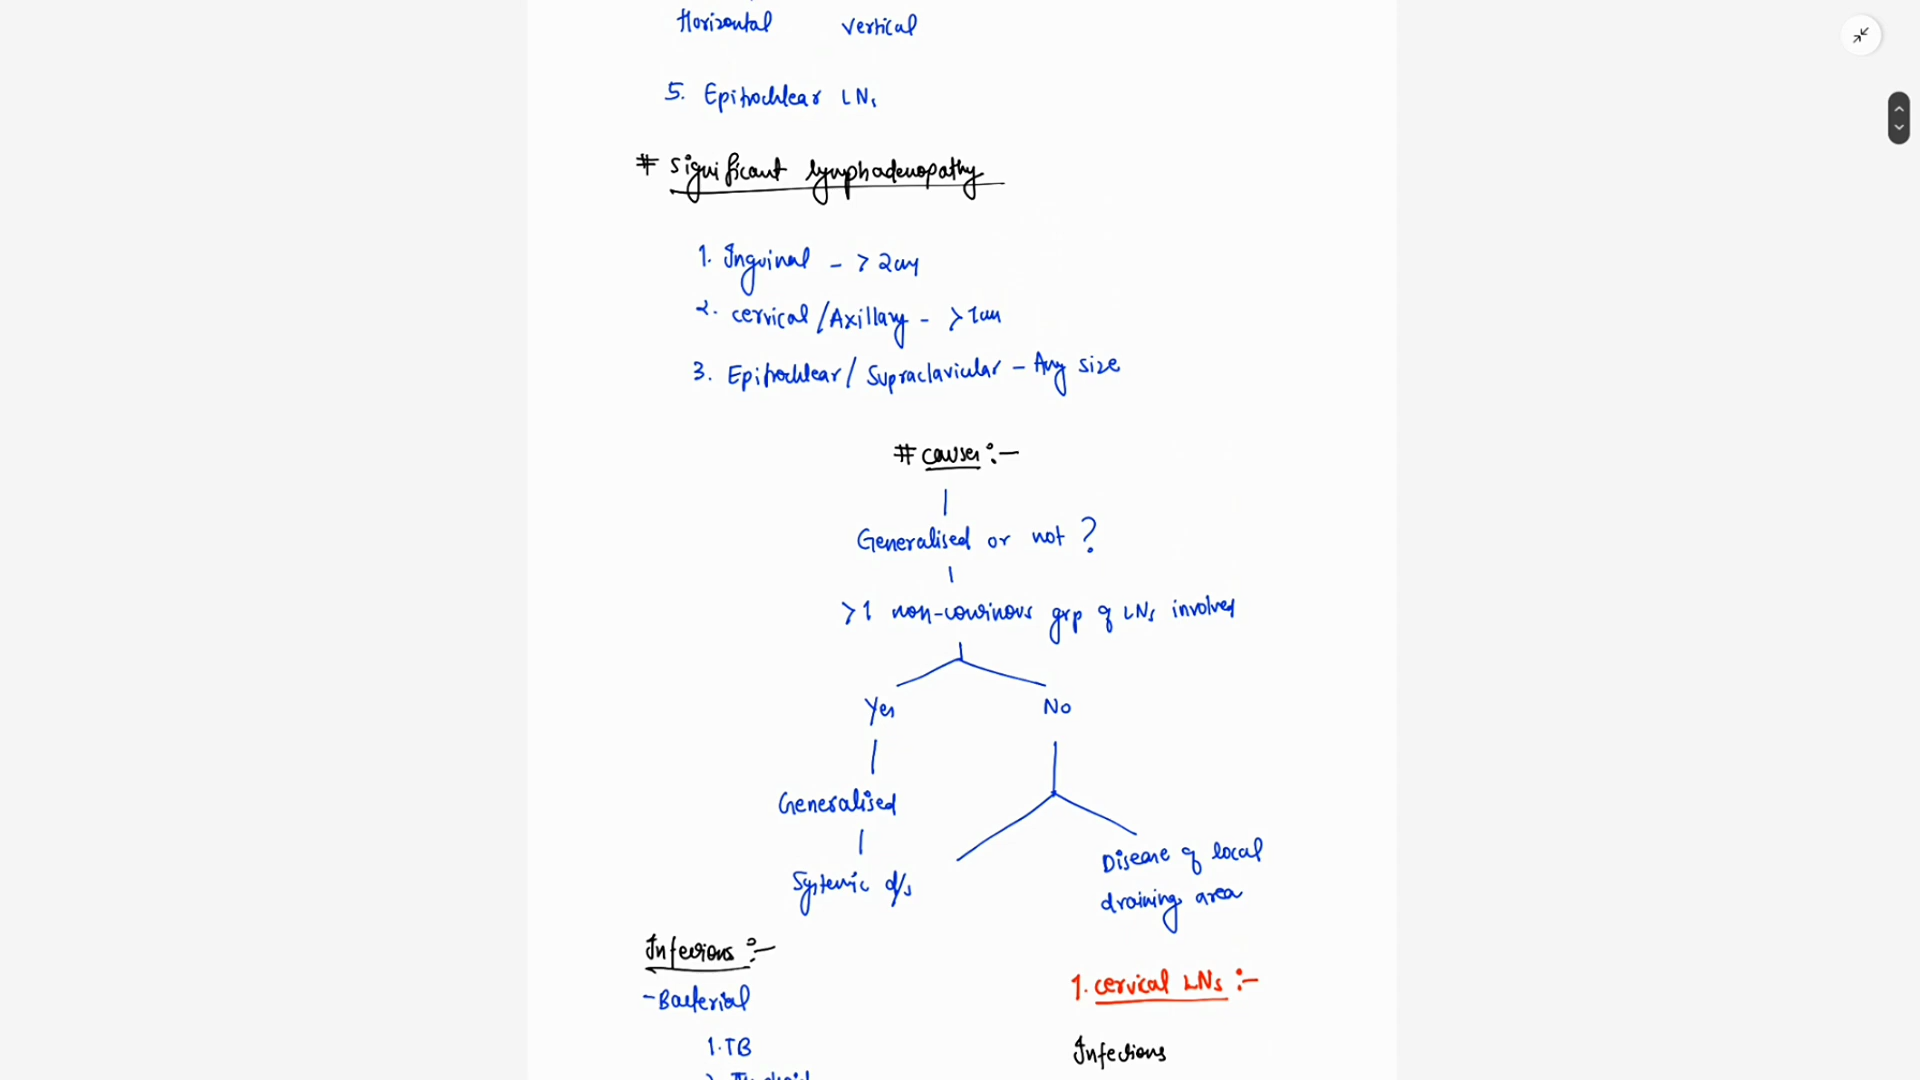 Horizontal vertical
5. Epitrochlear LNs
# Significant lymphadenopathy
1. Inguinal - > 2cm
2. cervical / Axillary - > 1cm
3. Epitrochlear / Supraclavicular - Any size
# causes :-
Generalised or not ?
> 1 non-continous grp of LNs involved
Yes No
Generalised
Systemic d/s
Disease of local
draining area
Infections :-
- Bacterial
1. TB
1. cervical LNs :-
Infections